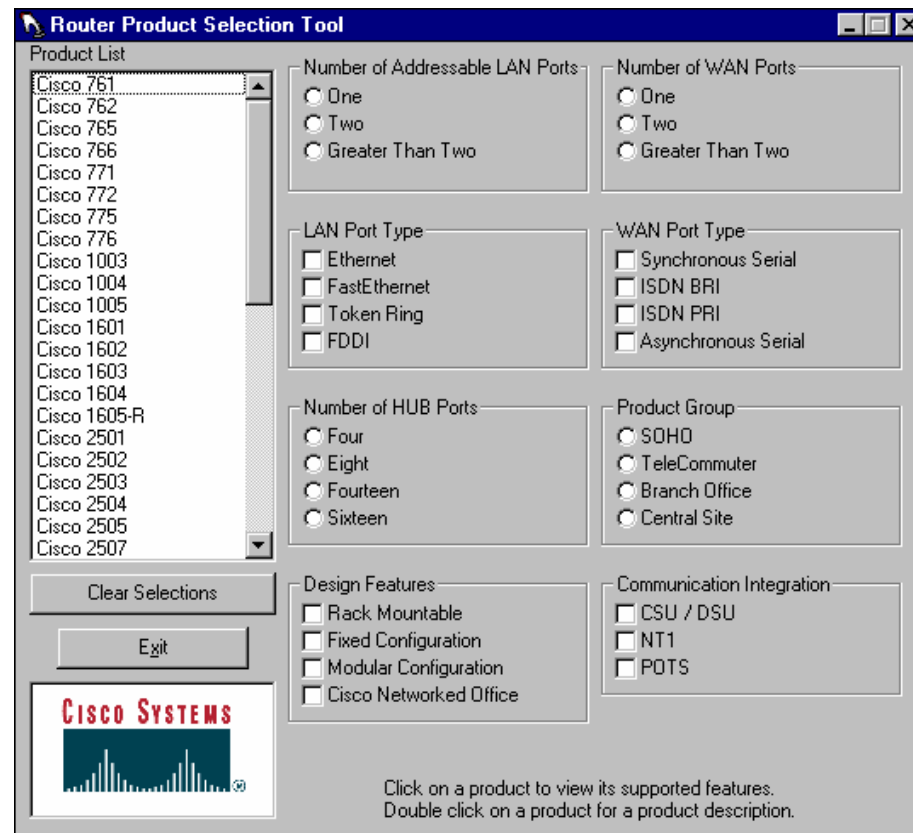 Router Product Selection Tool
Product List
Cisco 761
Cisco 762
Cisco 765
Cisco 766
Cisco 771
Cisco 772
Cisco 775
Cisco 776
Cisco 1003
Cisco 1004
Cisco 1005
Cisco 1601
Cisco 1602
Cisco 1603
Cisco 1604
Cisco 1605-R
Cisco 2501
Cisco 2502
Cisco 2503
Cisco 2504
Cisco 2505
Cisco 2507
Clear Selections
Exit
CISCO SYSTEMS
®
Number of Addressable LAN Ports
One
Two
Greater Than Two
Number of WAN Ports
One
Two
Greater Than Two
LAN Port Type
Ethernet
FastEthernet
Token Ring
FDDI
WAN Port Type
Synchronous Serial
ISDN BRI
ISDN PRI
Asynchronous Serial
Number of HUB Ports
Four
Eight
Fourteen
Sixteen
Product Group
SOHO
TeleCommuter
Branch Office
Central Site
Design Features
Rack Mountable
Fixed Configuration
Modular Configuration
Cisco Networked Office
Communication Integration
CSU / DSU
NT1
POTS
Click on a product to view its supported features.
Double click on a product for a product description.